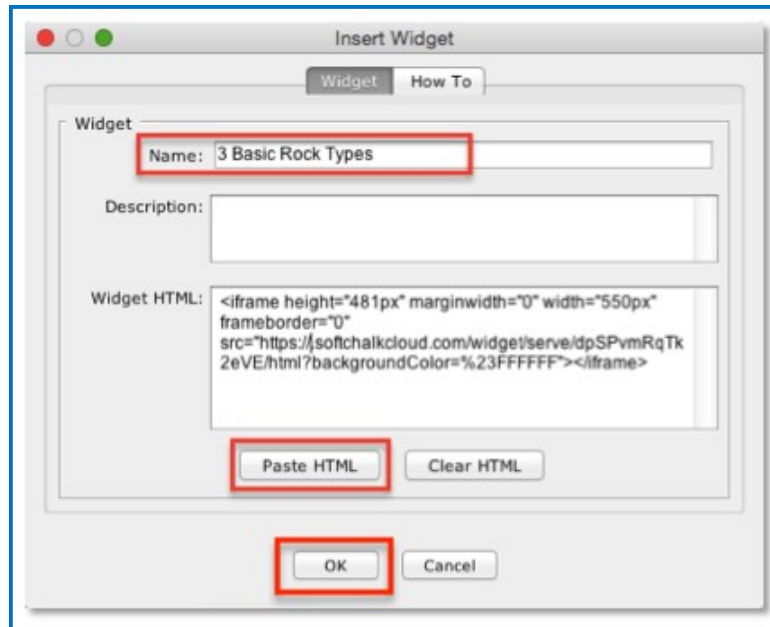 Insert Widget
Widget How To
Widget
Name: 3 Basic Rock Types
Description:
Widget HTML: <iframe height="481px" marginwidth="0" width="550px"
frameborder="0"
src="https://softchalkcloud.com/widget/serve/dpSPvmRqTk
2eVE/html?backgroundColor=%23FFFFFF"></iframe>
Paste HTML Clear HTML
OK Cancel